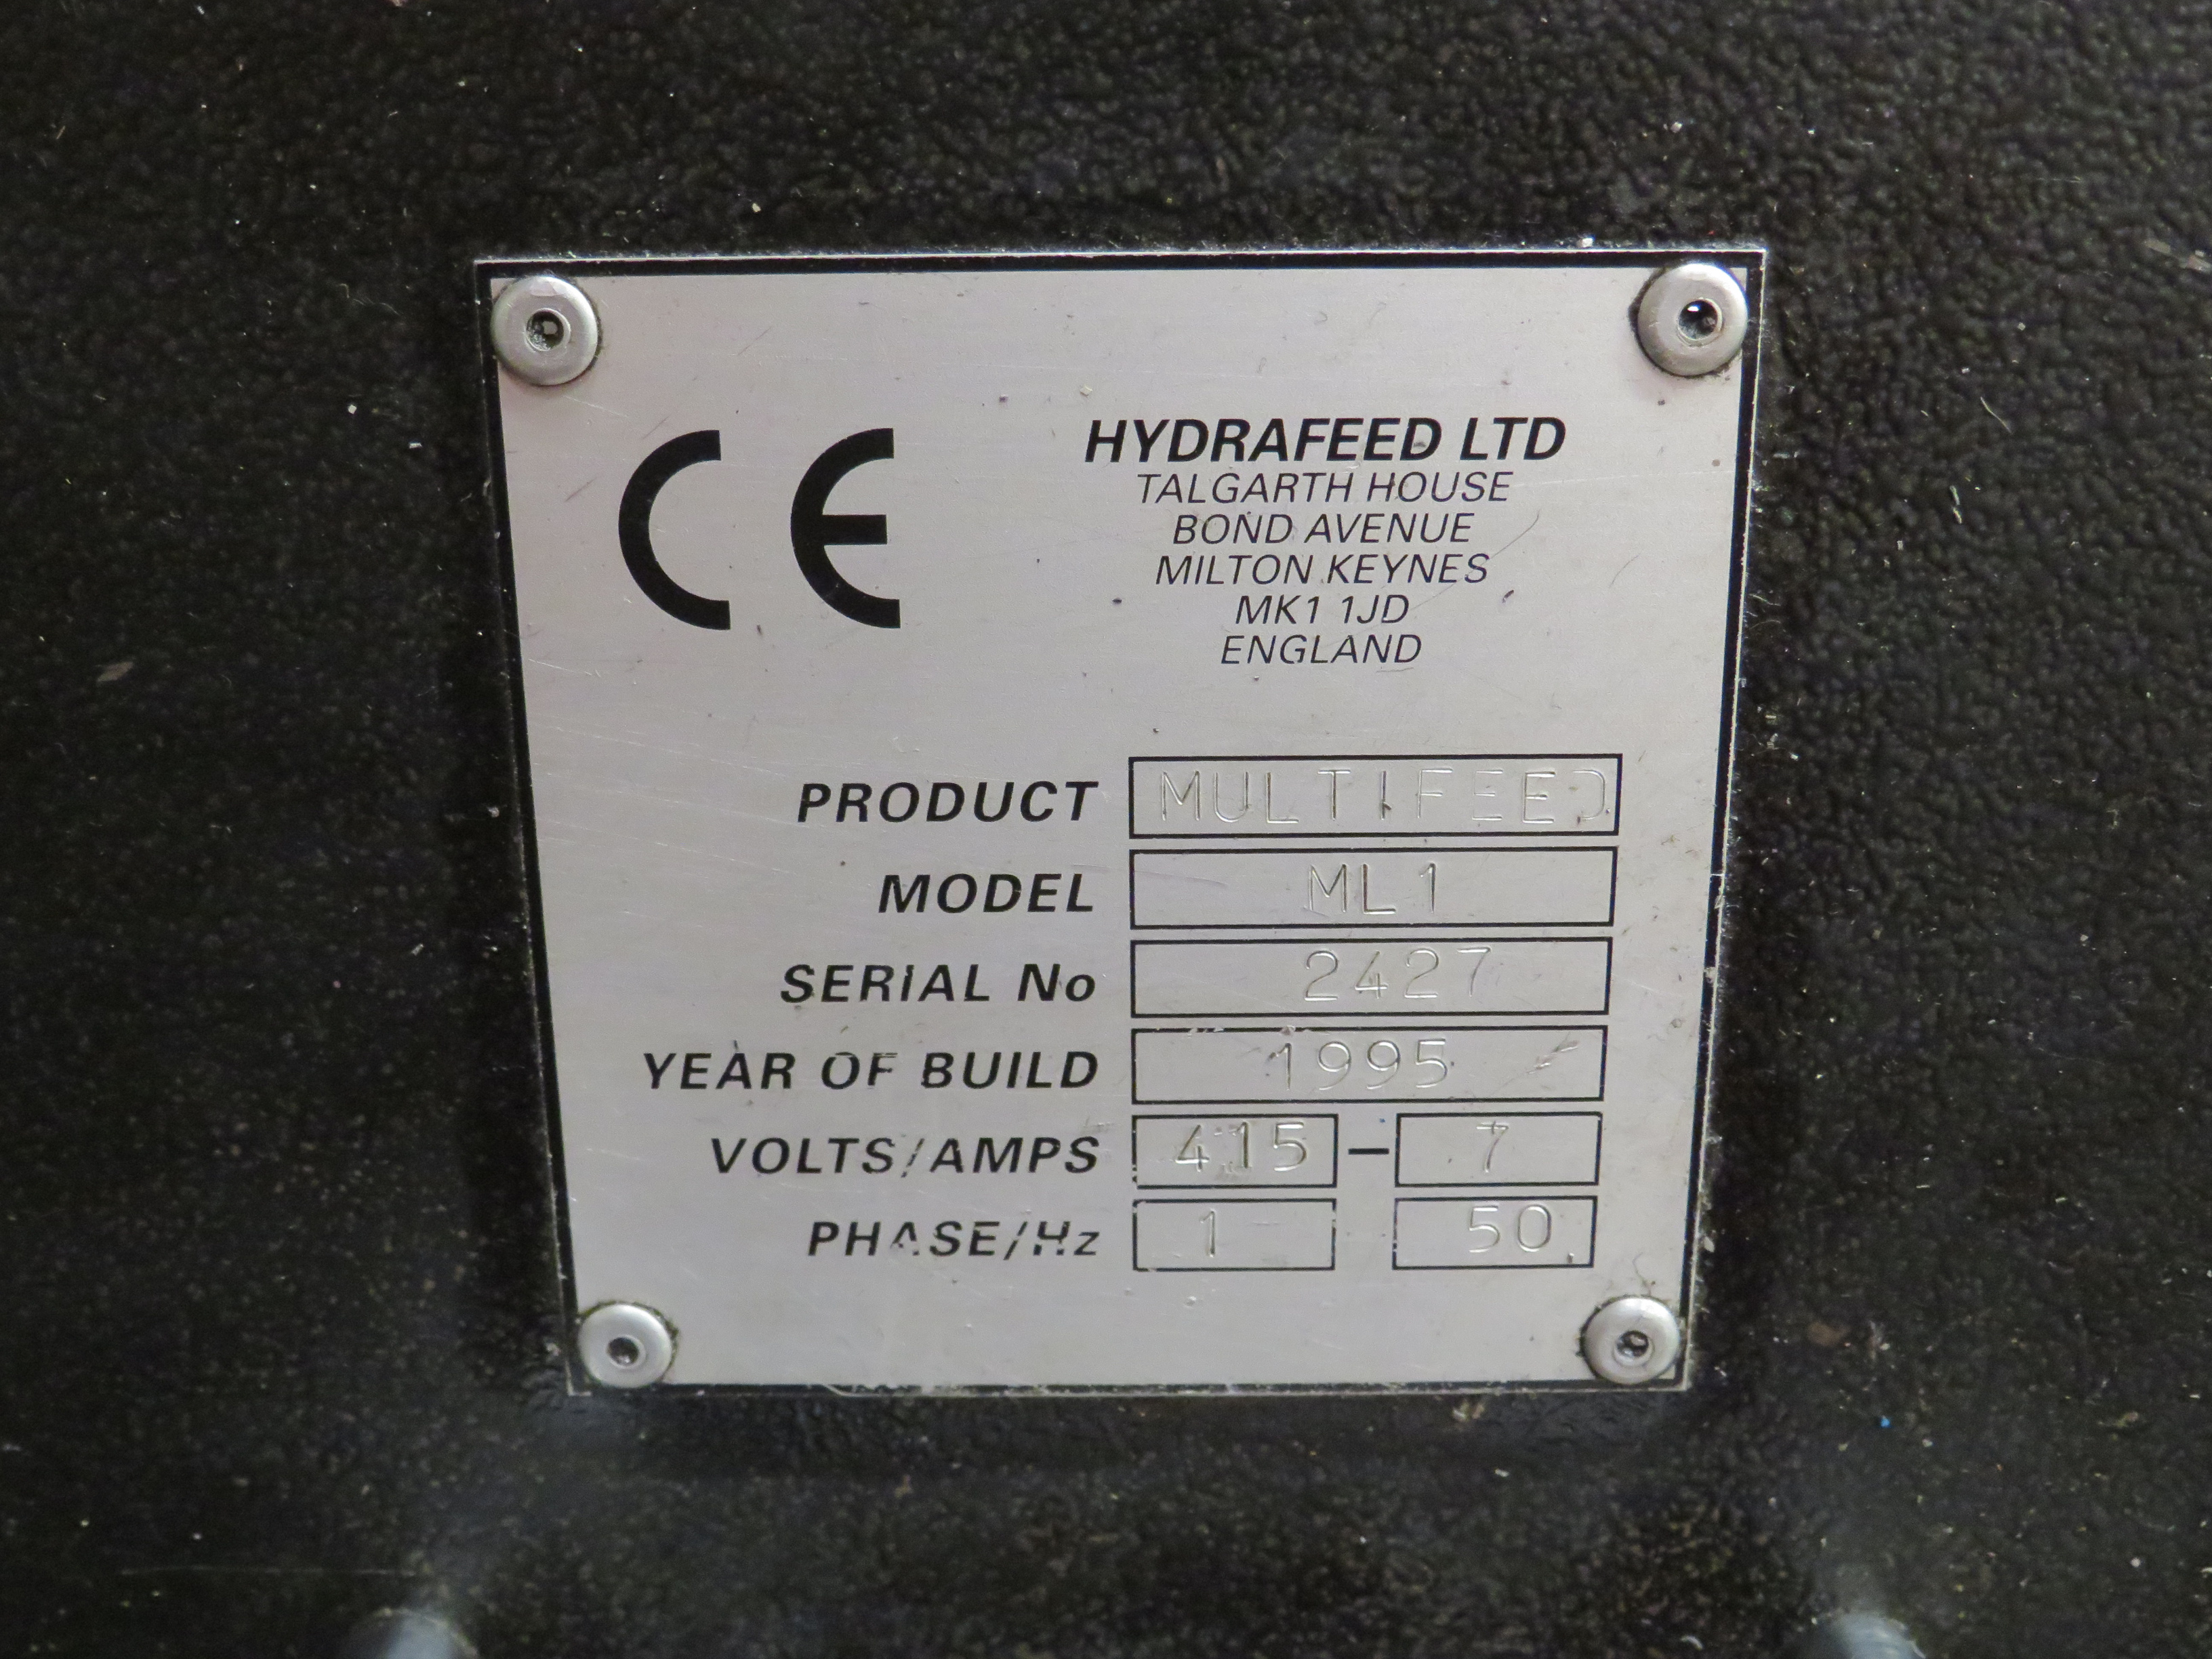 CE
HYDRAFEED LTD
TALGARTH HOUSE
BOND AVENUE
MILTON KEYNES
MK1 1JD
ENGLAND
PRODUCT MULTIFEED
MODEL ML1
SERIAL No 2427
YEAR OF BUILD 1995
VOLTS/AMPS 415 – 7
PHASE/Hz 1 50